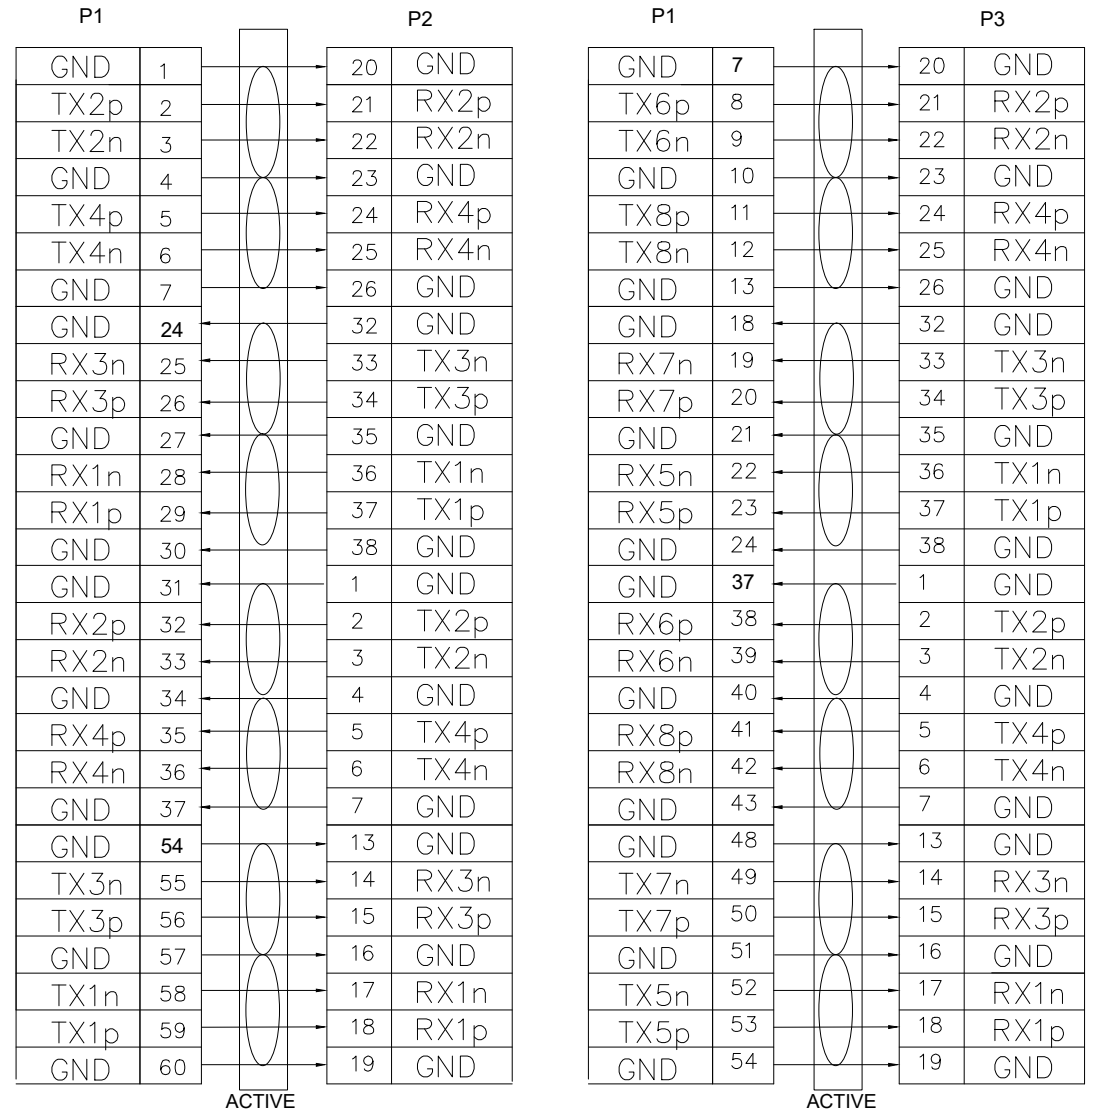 P1 P2 P1 P3
GND 1 20 GND GND 7 20 GND
TX2p 2 21 RX2p TX6p 8 21 RX2p
TX2n 3 22 RX2n TX6n 9 22 RX2n
GND 4 23 GND GND 10 23 GND
TX4p 5 24 RX4p TX8p 11 24 RX4p
TX4n 6 25 RX4n TX8n 12 25 RX4n
GND 7 26 GND GND 13 26 GND
GND 24 32 GND GND 18 32 GND
RX3n 25 33 TX3n RX7n 19 33 TX3n
RX3p 26 34 TX3p RX7p 20 34 TX3p
GND 27 35 GND GND 21 35 GND
RX1n 28 36 TX1n RX5n 22 36 TX1n
RX1p 29 37 TX1p RX5p 23 37 TX1p
GND 30 38 GND GND 24 38 GND
GND 31 1 GND GND 37 1 GND
RX2p 32 2 TX2p RX6p 38 2 TX2p
RX2n 33 3 TX2n RX6n 39 3 TX2n
GND 34 4 GND GND 40 4 GND
RX4p 35 5 TX4p RX8p 41 5 TX4p
RX4n 36 6 TX4n RX8n 42 6 TX4n
GND 37 7 GND GND 43 7 GND
GND 54 13 GND GND 48 13 GND
TX3n 55 14 RX3n TX7n 49 14 RX3n
TX3p 56 15 RX3p TX7p 50 15 RX3p
GND 57 16 GND GND 51 16 GND
TX1n 58 17 RX1n TX5n 52 17 RX1n
TX1p 59 18 RX1p TX5p 53 18 RX1p
GND 60 19 GND GND 54 19 GND
ACTIVE ACTIVE